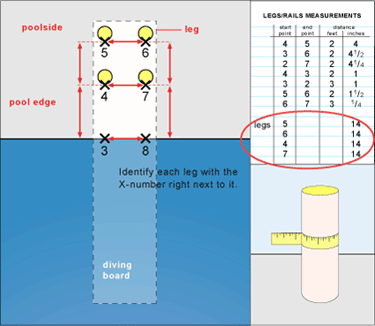 poolside
leg
5 6
4 7
pool edge
3 8
Identify each leg with the
X-number right next to it.
diving
board
LEGS/RAILS MEASUREMENTS
start end distance
point point feet inches
4 5 2 4
3 6 2 4 1/2
2 7 2 4 1/4
4 3 2 1
3 2 3 1
5 6 2 1 1/2
6 7 3 1/4
legs 5 14
6 14
4 14
7 14